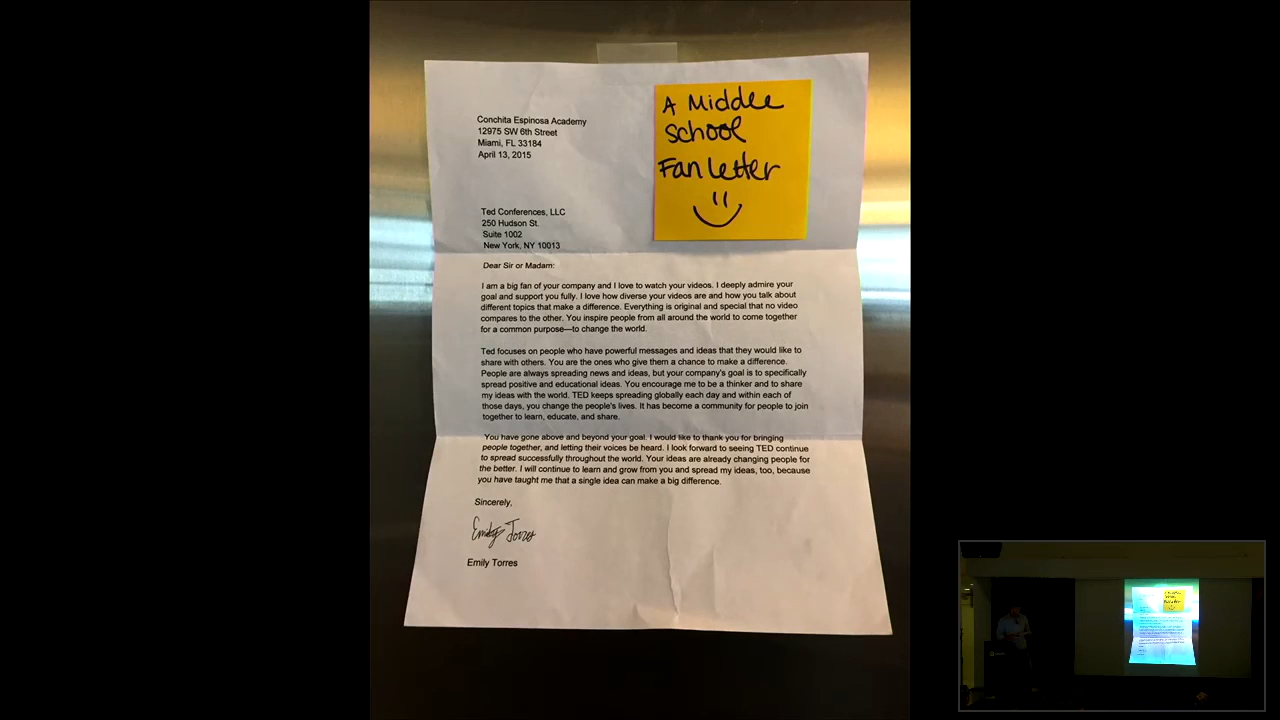 A Middle
School
Fan Letter
Conchita Espinosa Academy
12975 SW 6th Street
Miami, FL 33184
April 13, 2015
Ted Conferences, LLC
250 Hudson St.
Suite 1002
New York, NY 10013
Dear Sir or Madam:
I am a big fan of your company and I love to watch your videos. I deeply admire your
goal and support you fully. I love how diverse your videos are and how you talk about
different topics that make a difference. Everything is original and special that no video
compares to the other. You inspire people from all around the world to come together
for a common purpose—to change the world.
Ted focuses on people who have powerful messages and ideas that they would like to
share with others. You are the ones who give them a chance to make a difference.
People are always spreading news and ideas, but your company's goal is to specifically
spread positive and educational ideas. You encourage me to be a thinker and to share
my ideas with the world. TED keeps spreading globally each day and within each of
those days, you change the people's lives. It has become a community for people to join
together to learn, educate, and share.
You have gone above and beyond your goal. I would like to thank you for bringing
people together, and letting their voices be heard. I look forward to seeing TED continue
to spread successfully throughout the world. Your ideas are already changing people for
the better. I will continue to learn and grow from you and spread my ideas, too, because
you have taught me that a single idea can make a big difference.
Sincerely,
Emily Torres
Emily Torres